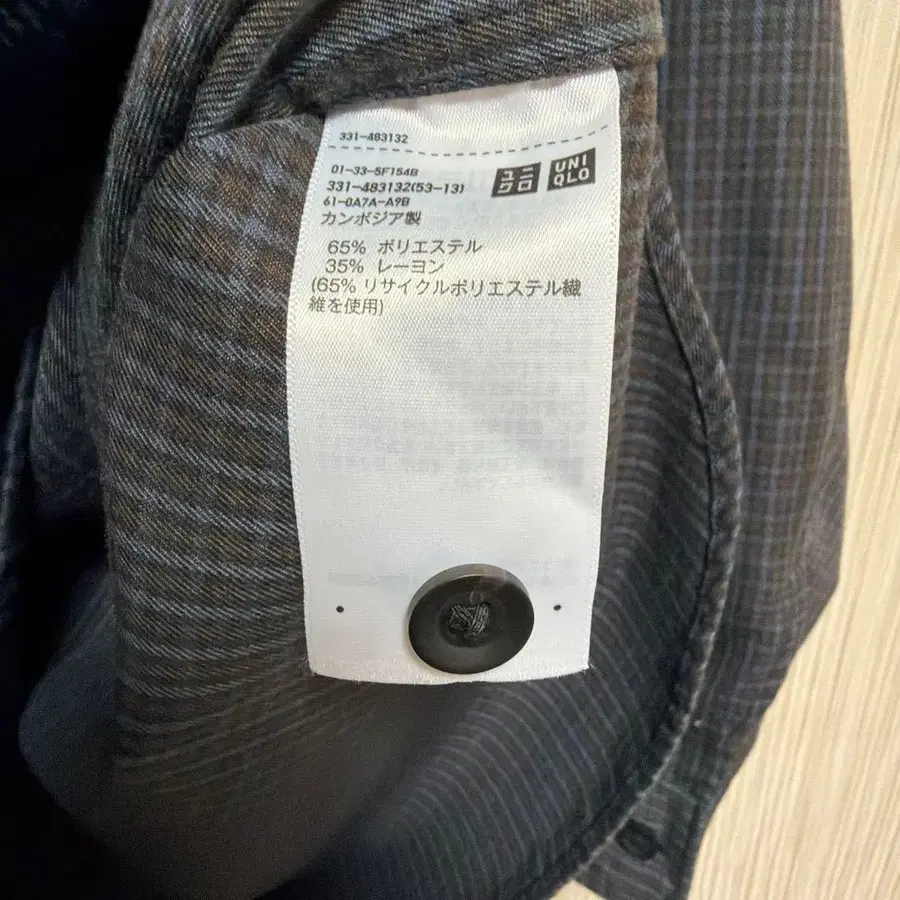 331-483132
01-33-5F154B
331-483132(53-13)
61-0A7A-A9B
カンボジア製
ユニ
クロ
UNI
QLO
65% ポリエステル
35% レーヨン
(65% リサイクルポリエステル繊
維を使用)